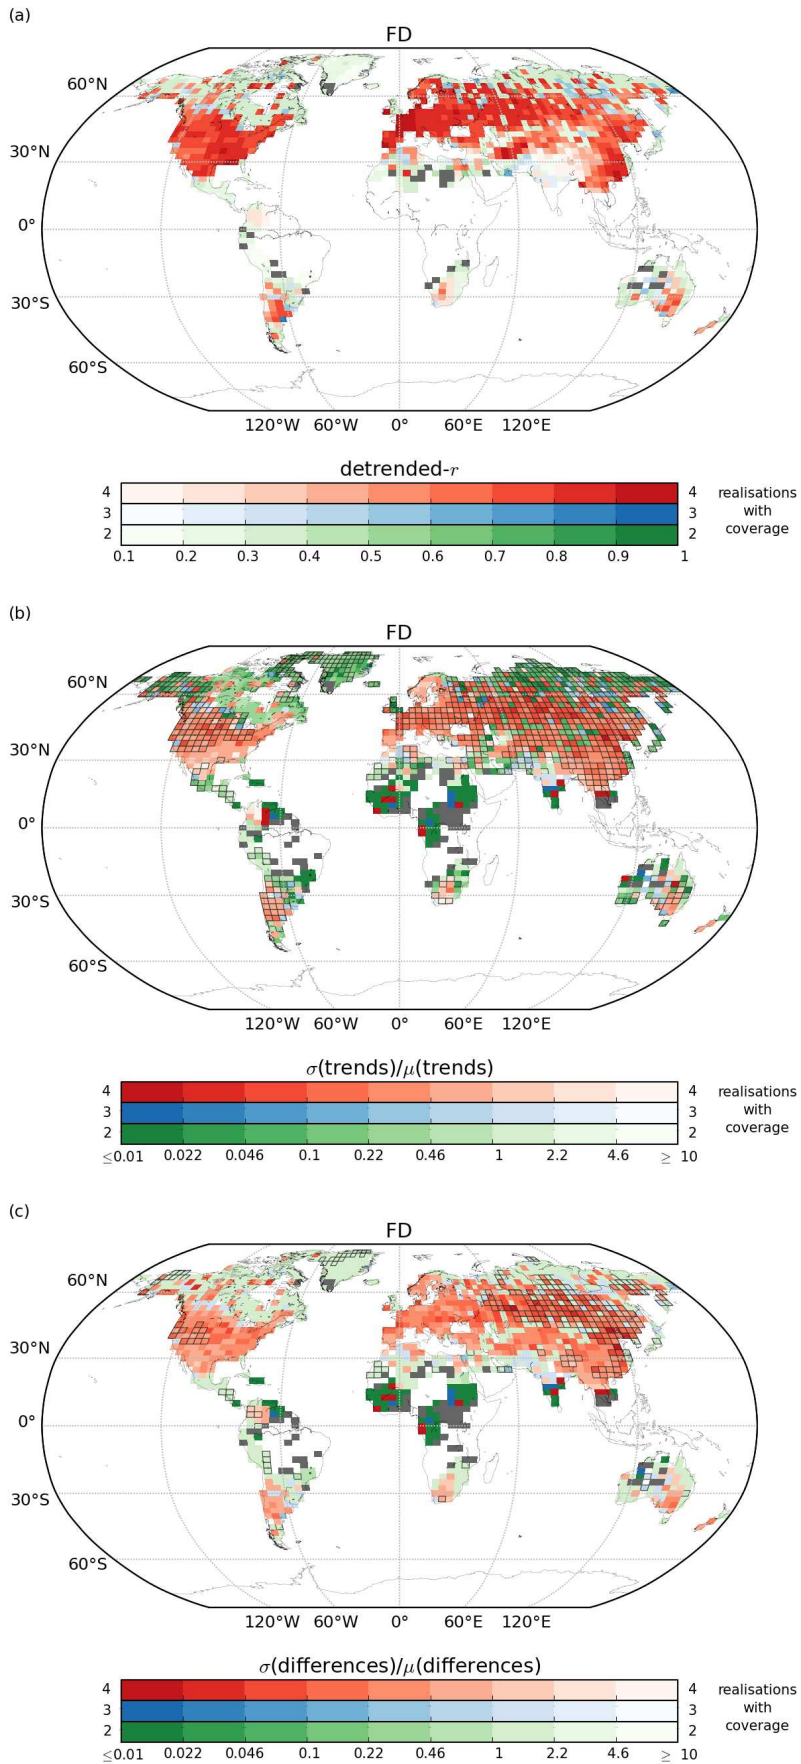 (a)
FD
60°N
30°N
0°
30°S
60°S
120°W 60°W 0° 60°E 120°E
detrended-r
4 4 realisations
3 3 with
2 2 coverage
0.1 0.2 0.3 0.4 0.5 0.6 0.7 0.8 0.9 1
(b)
FD
60°N
30°N
0°
30°S
60°S
120°W 60°W 0° 60°E 120°E
σ(trends)/μ(trends)
4 4 realisations
3 3 with
2 2 coverage
≤0.01 0.022 0.046 0.1 0.22 0.46 1 2.2 4.6 ≥ 10
(c)
FD
60°N
30°N
0°
30°S
60°S
120°W 60°W 0° 60°E 120°E
σ(differences)/μ(differences)
4 4 realisations
3 3 with
2 2 coverage
≤0.01 0.022 0.046 0.1 0.22 0.46 1 2.2 4.6 ≥ 10